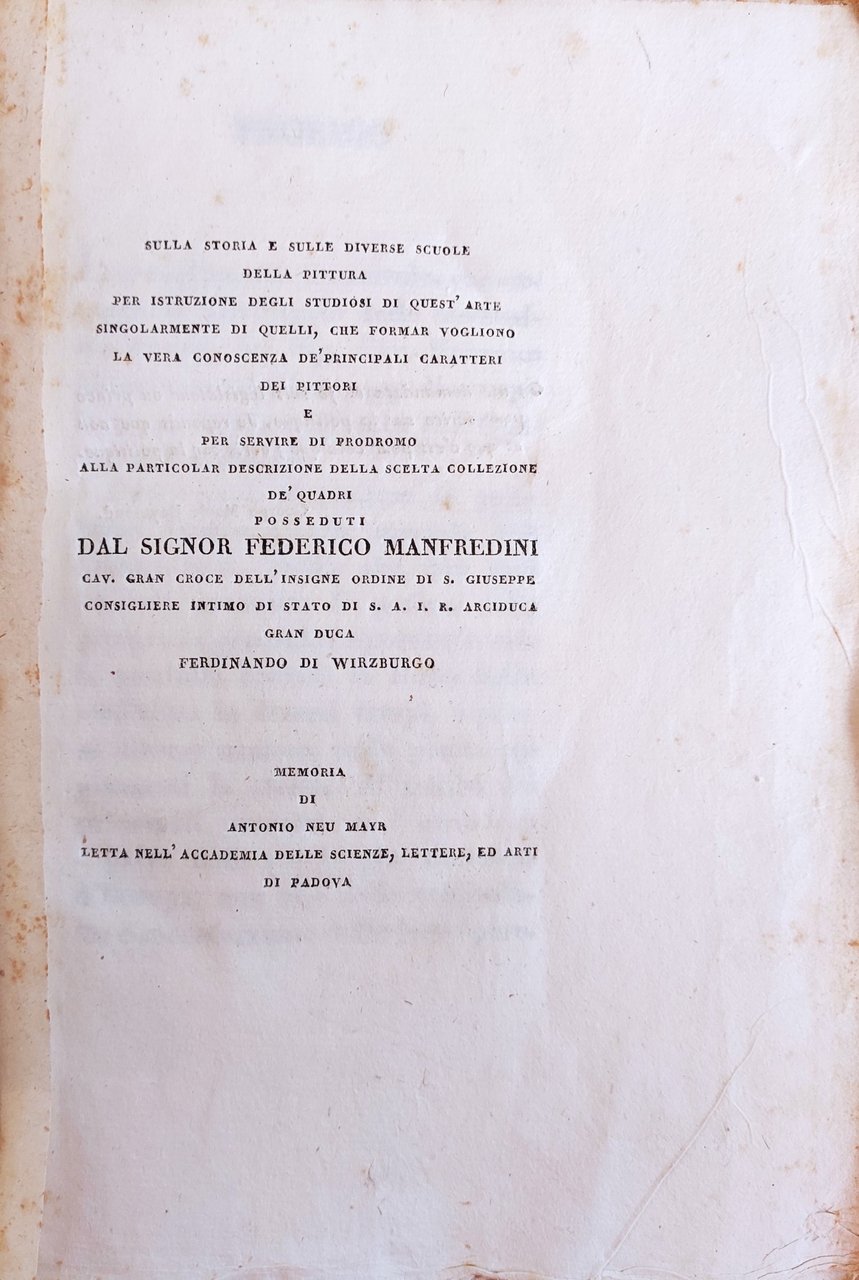 SULLA STORIA E SULLE DIVERSE SCUOLE
DELLA PITTURA
PER ISTRUZIONE DEGLI STUDIOSI DI QUEST' ARTE
SINGOLARMENTE DI QUELLI, CHE FORMAR VOGLIONO
LA VERA CONOSCENZA DE' PRINCIPALI CARATTERI
DEI PITTORI
E
PER SERVIRE DI PRODROMO
ALLA PARTICOLAR DESCRIZIONE DELLA SCELTA COLLEZIONE
DE' QUADRI
POSSEDUTI
DAL SIGNOR FEDERICO MANFREDINI
CAV. GRAN CROCE DELL' INSIGNE ORDINE DI S. GIUSEPPE
CONSIGLIERE INTIMO DI STATO DI S. A. I. R. ARCIDUCA
GRAN DUCA
FERDINANDO DI WIRZBURGO
MEMORIA
DI
ANTONIO NEU MAYR
LETTA NELL' ACCADEMIA DELLE SCIENZE, LETTERE, ED ARTI
DI PADOVA